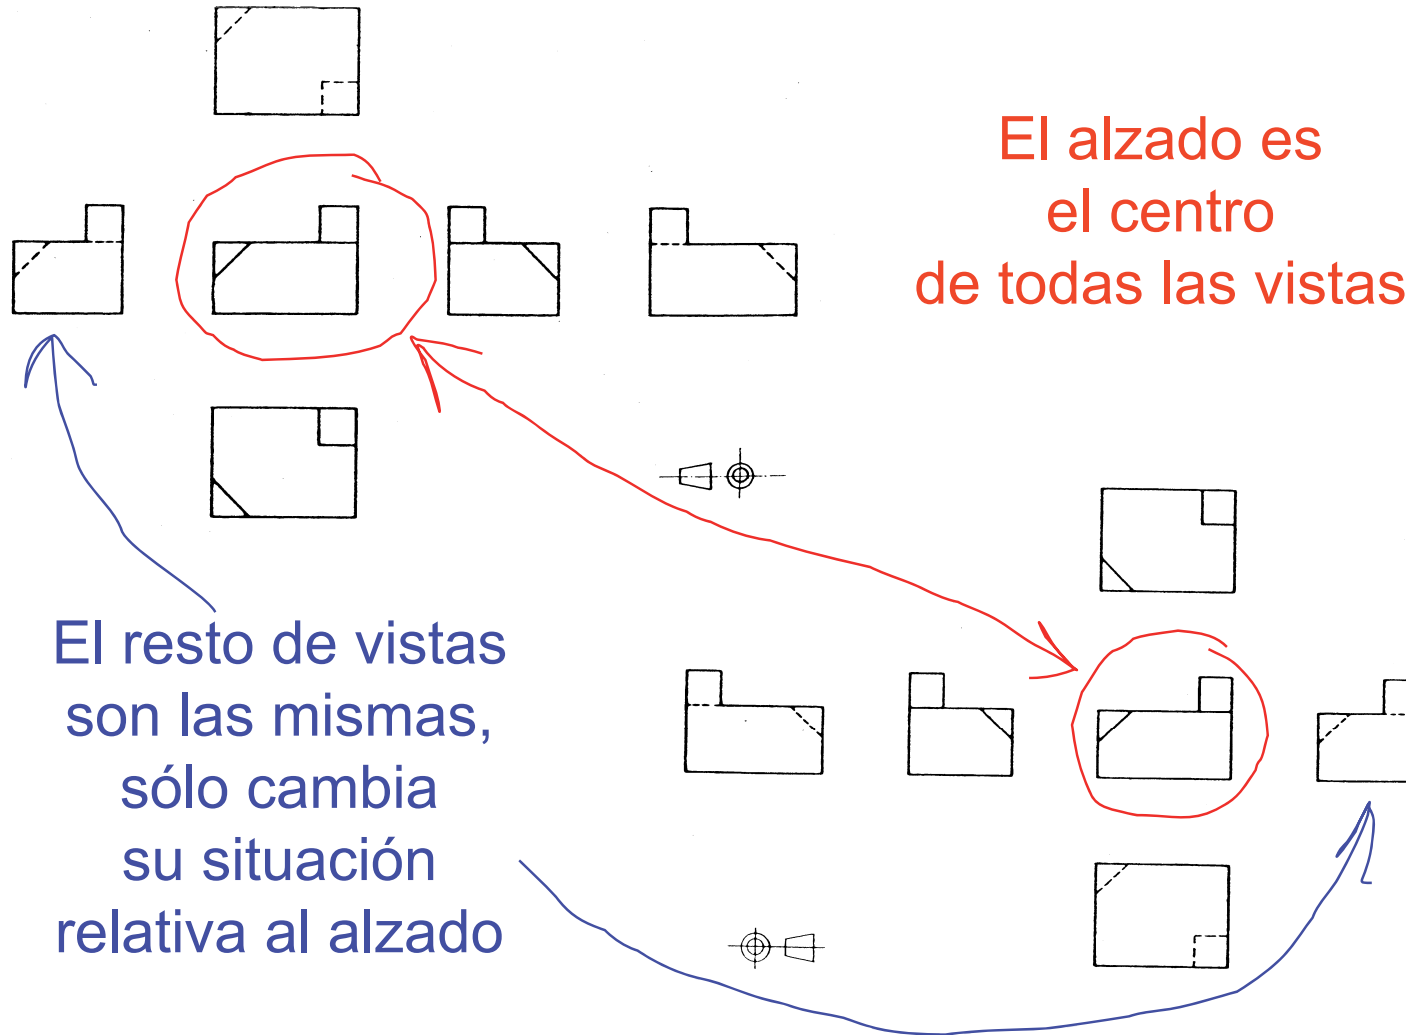 El alzado es
el centro
de todas las vistas
El resto de vistas
son las mismas,
sólo cambia
su situación
relativa al alzado